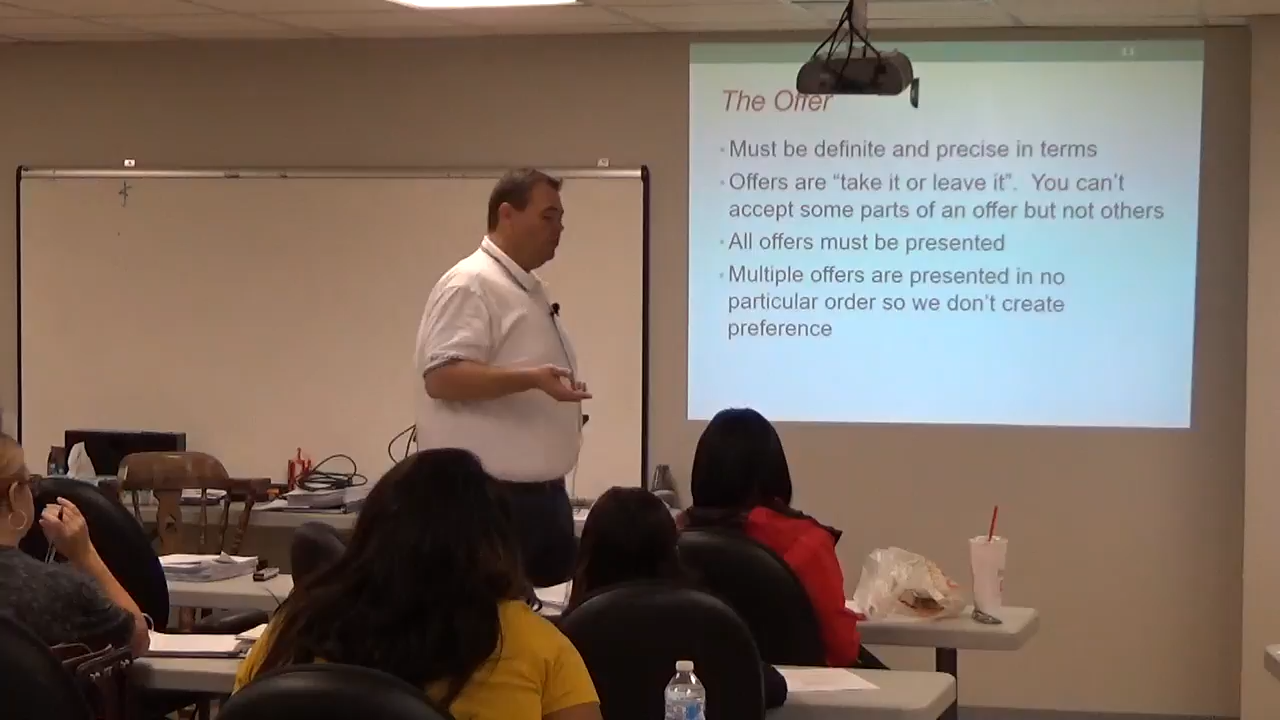 The Offer
Must be definite and precise in terms
Offers are “take it or leave it”. You can’t
accept some parts of an offer but not others
All offers must be presented
Multiple offers are presented in no
particular order so we don’t create
preference